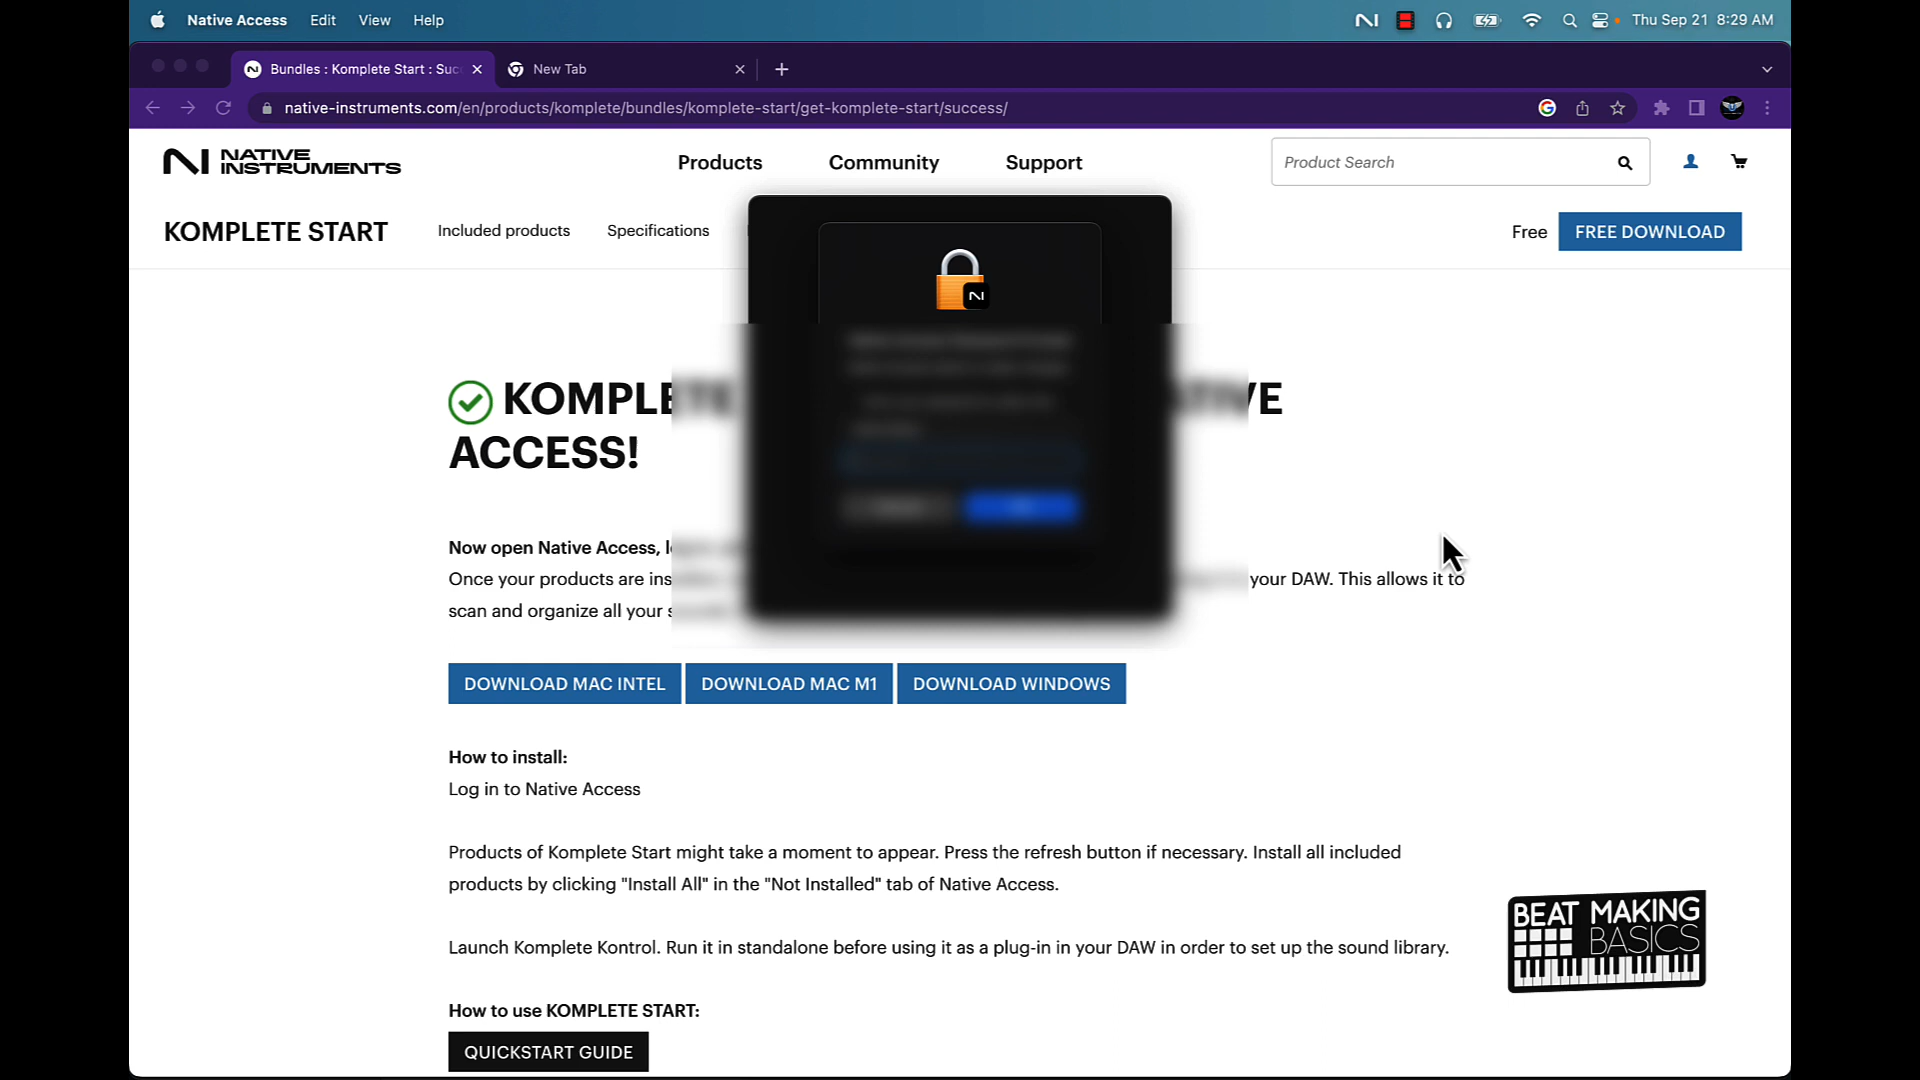 Native Access Edit View Help Thu Sep 21 8:29 AM
Bundles : Komplete Start : Suc New Tab
native-instruments.com/en/products/komplete/bundles/komplete-start/get-komplete-start/success/
NATIVE INSTRUMENTS
Products Community Support Product Search
KOMPLETE START Included products Specifications Free FREE DOWNLOAD
KOMPLETE
ACCESS!
Now open Native Access,
Once your products are your DAW. This allows it to
scan and organize all your
DOWNLOAD MAC INTEL DOWNLOAD MAC M1 DOWNLOAD WINDOWS
How to install:
Log in to Native Access
Products of Komplete Start might take a moment to appear. Press the refresh button if necessary. Install all included
products by clicking "Install All" in the "Not Installed" tab of Native Access.
BEAT MAKING
BASICS
Launch Komplete Kontrol. Run it in standalone before using it as a plug-in in your DAW in order to set up the sound library.
How to use KOMPLETE START:
QUICKSTART GUIDE